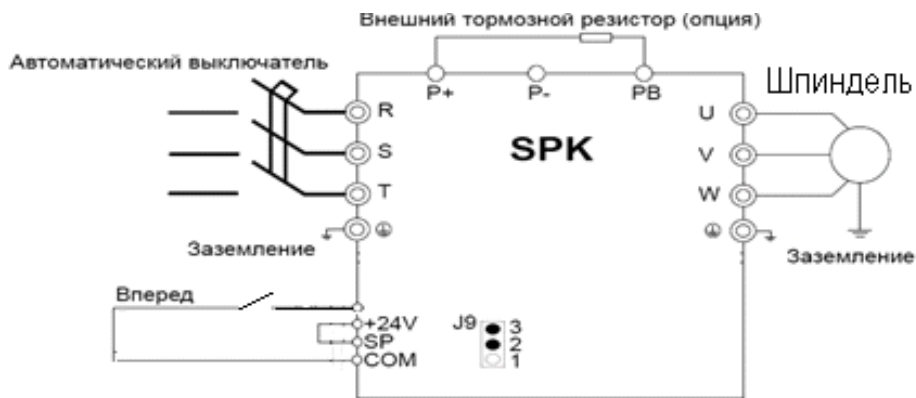 Внешний тормозной резистор (опция)
Автоматический выключатель
P+ P- PB
Шпиндель
R
U
S
SPK
V
T
W
Заземление
Заземление
Вперед
+24V
SP
COM
J9
3
2
1